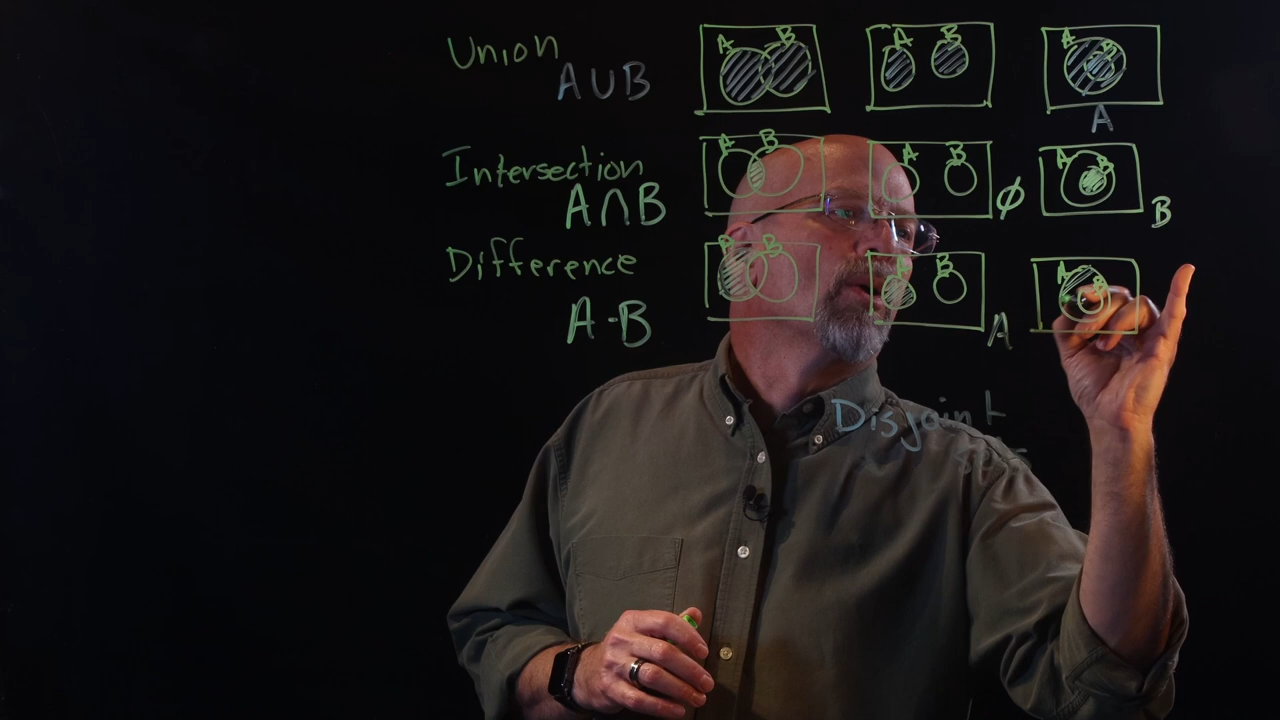 Union
A∪B
A B
A B
A B
A
Intersection
A∩B
A B
A B
∅
A B
B
Difference
A-B
A B
A B
A
A B
Disjoint